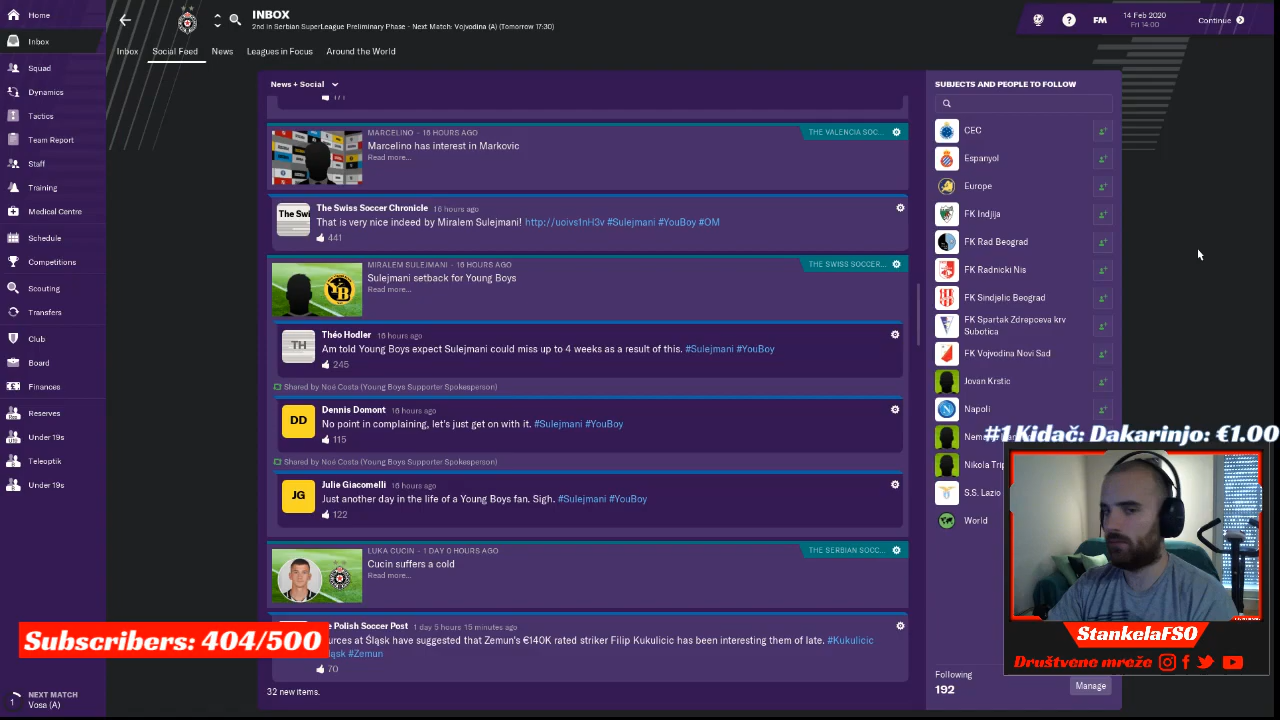 Home
Inbox
Squad
Dynamics
Tactics
Team Report
Staff
Training
Medical Centre
Schedule
Competitions
Scouting
Transfers
Club
Board
Finances
Reserves
Under 19s
Teleoptik
Under 19s
NEXT MATCH
Vosa (A)
INBOX
2nd in Serbian SuperLeague Preliminary Phase - Next Match: Vojvodina (A) (Tomorrow 17:30)
FM
14 Feb 2020
Fri 14:00
Continue
Inbox
Social Feed
News
Leagues in Focus
Around the World
News + Social
171
MARCELINO - 16 HOURS AGO
THE VALENCIA SOC...
Marcelino has interest in Markovic
Read more...
The Swi
The Swiss Soccer Chronicle 16 hours ago
That is very nice indeed by Miralem Sulejmani! http://uoivs1nH3v #Sulejmani #YouBoy #OM
441
MIRALEM SULEJMANI - 16 HOURS AGO
THE SWISS SOCCER...
Sulejmani setback for Young Boys
Read more...
TH
Théo Hodler 16 hours ago
Am told Young Boys expect Sulejmani could miss up to 4 weeks as a result of this. #Sulejmani #YouBoy
245
Shared by Noé Costa (Young Boys Supporter Spokesperson)
DD
Dennis Domont 16 hours ago
No point in complaining, let's just get on with it. #Sulejmani #YouBoy
115
Shared by Noé Costa (Young Boys Supporter Spokesperson)
JG
Julie Giacomelli 16 hours ago
Just another day in the life of a Young Boys fan. Sigh. #Sulejmani #YouBoy
122
LUKA CUCIN - 1 DAY 0 HOURS AGO
THE SERBIAN SOCC...
Cucin suffers a cold
Read more...
Polish Soccer Post 1 day 5 hours 15 minutes ago
at Śląsk have suggested that Zemun's €140K rated striker Filip Kukulicic has been interesting them of late. #Kukulicic
#Zemun
70
32 new items.
SUBJECTS AND PEOPLE TO FOLLOW
CEC
Espanyol
Europe
FK Indjija
FK Rad Beograd
FK Radnicki Nis
FK Sindjelic Beograd
FK Spartak Zdrepceva krv
Subotica
FK Vojvodina Novi Sad
Jovan Krstic
Napoli
Nikola
S.S. Lazio
World
Following
192
Manage
#1 Kidač: Dakarinjo: €1.00
StankelaFSO
Društvene mreže
Subscribers: 404/500